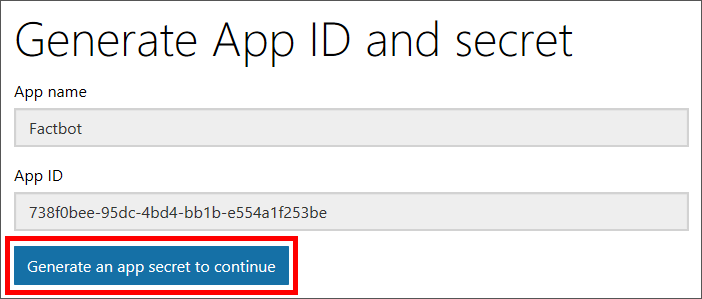 Generate App ID and secret
App name
Factbot
App ID
738f0bee-95dc-4bd4-bb1b-e554a1f253be
Generate an app secret to continue